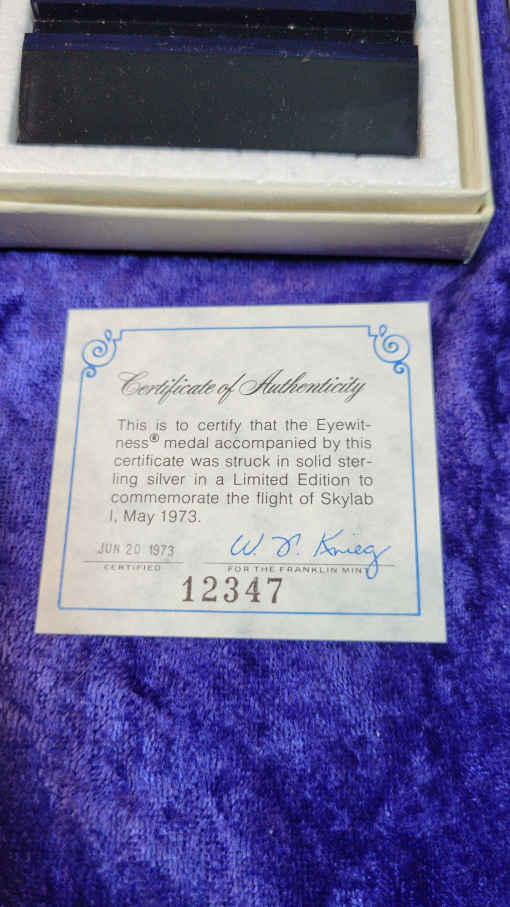 Certificate of Authenticity
This is to certify that the Eyewit-
ness® medal accompanied by this
certificate was struck in solid ster-
ling silver in a Limited Edition to
commemorate the flight of Skylab
I, May 1973.
JUN 20 1973 W. Krieg
CERTIFIED FOR THE FRANKLIN MINT
12347